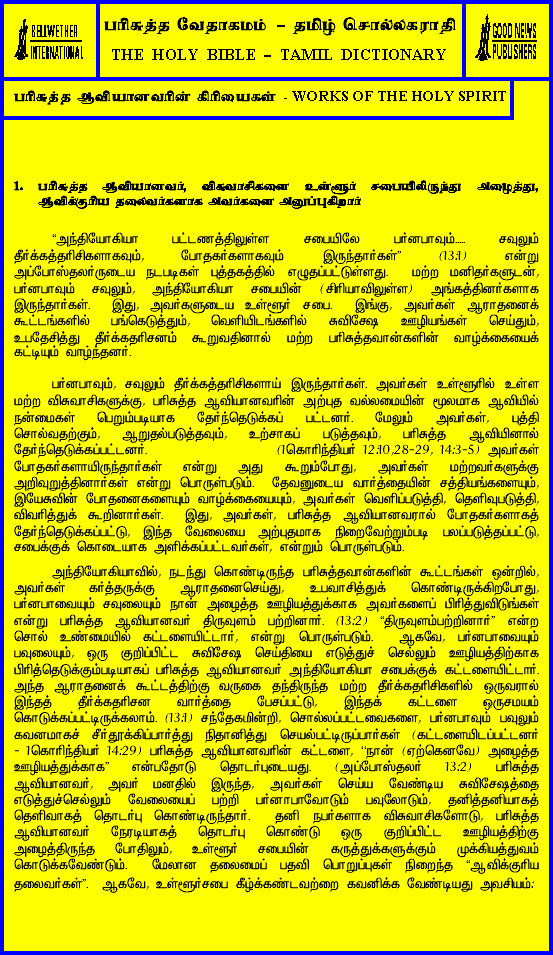 BELLWETHER
INTERNATIONAL
பரிசுத்த வேதாகமம் – தமிழ் சொல்லகராதி
THE HOLY BIBLE – TAMIL DICTIONARY
GOOD NEWS
PUBLISHERS
பரிசுத்த ஆவியானவரின் கிரியைகள் - WORKS OF THE HOLY SPIRIT
1. பரிசுத்த ஆவியானவர், விசுவாசிகளை உள்ளூர் சபையிலிருந்து அழைத்து,
ஆவிக்குரிய தலைவர்களாக அவர்களை அனுப்புகிறார்
“அந்தியோகியா பட்டணத்திலுள்ள சபையிலே பர்னபாவும்..... சவுலும்
தீர்க்கத்தரிசிகளாகவும், போதகர்களாகவும் இருந்தார்கள்” (13:1) என்று
அப்போஸ்தலருடைய நடபடிகள் புத்தகத்தில் எழுதப்பட்டுள்ளது. மற்ற மனிதர்களுடன்,
பர்னபாவும் சவுலும், அந்தியோகியா சபையின் (சிரியாவிலுள்ள) அங்கத்தினர்களாக
இருந்தார்கள். இது, அவர்களுடைய உள்ளூர் சபை. இங்கு, அவர்கள் ஆராதனைக்
கூட்டங்களில் பங்கெடுத்தும், வெளியிடங்களில் சுவிசேஷ ஊழியங்கள் செய்தும்,
உபதேசித்து தீர்க்கதரிசனம் கூறுவதினால் மற்ற பரிசுத்தவான்களின் வாழ்க்கையைக்
கட்டியும் வாழ்ந்தனர்.
பர்னபாவும், சவுலும் தீர்க்கத்தரிசிகளாய் இருந்தார்கள். அவர்கள் உள்ளூரில் உள்ள
மற்ற விசுவாசிகளுக்கு, பரிசுத்த ஆவியானவரின் அற்புத வல்லமையின் மூலமாக ஆவியில்
நன்மைகள் பெறும்படியாக தேர்ந்தெடுக்கப் பட்டனர். மேலும் அவர்கள், புத்தி
சொல்வதற்கும், ஆறுதல்படுத்தவும், உற்சாகப் படுத்தவும், பரிசுத்த ஆவியினால்
தேர்ந்தெடுக்கப்பட்டனர். (1கொரிந்தியர் 12:10,28-29, 14:3-5) அவர்கள்
போதகர்களாயிருந்தார்கள் என்று அது கூறும்போது, அவர்கள் மற்றவர்களுக்கு
அறிவுறுத்தினார்கள் என்று பொருள்படும். தேவனுடைய வார்த்தையின் சத்தியங்களையும்,
இயேசுவின் போதனைகளையும் வாழ்க்கையையும், அவர்கள் வெளிப்படுத்தி, தெளிவுபடுத்தி,
விவரித்துக் கூறினார்கள். இது, அவர்கள், பரிசுத்த ஆவியானவரால் போதகர்களாகத்
தேர்ந்தெடுக்கப்பட்டு, இந்த வேலையை அற்புதமாக நிறைவேற்றும்படி பலப்படுத்தப்பட்டு,
சபைக்குக் கொடையாக அளிக்கப்பட்டவர்கள், என்றும் பொருள்படும்.
அந்தியோகியாவில், நடந்து கொண்டிருந்த பரிசுத்தவான்களின் கூட்டங்கள் ஒன்றில்,
அவர்கள் கர்த்தருக்கு ஆராதனைசெய்து, உபவாசித்துக் கொண்டிருக்கிறபோது,
பர்னபாவையும் சவுலையும் நான் அழைத்த ஊழியத்துக்காக அவர்களைப் பிரித்துவிடுங்கள்
என்று பரிசுத்த ஆவியானவர் திருவுளம் பற்றினார். (13:2) “திருவுளம்பற்றினார்” என்ற
சொல் உண்மையில் கட்டளையிட்டார், என்று பொருள்படும். ஆகவே, பர்னபாவையும்
பவுலையும், ஒரு குறிப்பிட்ட சுவிசேஷ செய்தியை எடுத்துச் செல்லும் ஊழியத்திற்காக
பிரித்தெடுக்கும்படியாகப் பரிசுத்த ஆவியானவர் அந்தியோகியா சபைக்குக் கட்டளையிட்டார்.
அந்த ஆராதனைக் கூட்டத்திற்கு வருகை தந்திருந்த மற்ற தீர்க்கதரிசிகளில் ஒருவரால்
இந்தத் தீர்க்கதரிசன வார்த்தை பேசப்பட்டு, இந்தக் கட்டளை ஒருசமயம்
கொடுக்கப்பட்டிருக்கலாம். (13:1) சந்தேகமின்றி, சொல்லப்பட்டவைகளை, பர்னபாவும் பவுலும்
கவனமாகச் சீர்தூக்கிப்பார்த்து நிதானித்து செயல்பட்டிருப்பார்கள் (கட்டளையிடப்பட்டனர்
- 1கொரிந்தியர் 14:29) பரிசுத்த ஆவியானவரின் கட்டளை, “நான் (ஏற்கெனவே) அழைத்த
ஊழியத்துக்காக” என்பதோடு தொடர்புடையது. (அப்போஸ்தலர் 13:2) பரிசுத்த
ஆவியானவர், அவர் மனதில் இருந்த, அவர்கள் செய்ய வேண்டிய சுவிசேஷத்தை
எடுத்துச்செல்லும் வேலையைப் பற்றி பர்னாபாவோடும் பவுலோடும், தனித்தனியாகத்
தெளிவாகத் தொடர்பு கொண்டிருந்தார். தனி நபர்களாக விசுவாசிகளோடு, பரிசுத்த
ஆவியானவர் நேரடியாகத் தொடர்பு கொண்டு ஒரு குறிப்பிட்ட ஊழியத்திற்கு
அழைத்திருந்த போதிலும், உள்ளூர் சபையின் கருத்துக்களுக்கும் முக்கியத்துவம்
கொடுக்கவேண்டும். மேலான தலைமைப் பதவி பொறுப்புகள் நிறைந்த “ஆவிக்குரிய
தலைவர்கள்”. ஆகவே, உள்ளூர்சபை கீழ்க்கண்டவற்றை கவனிக்க வேண்டியது அவசியம்: